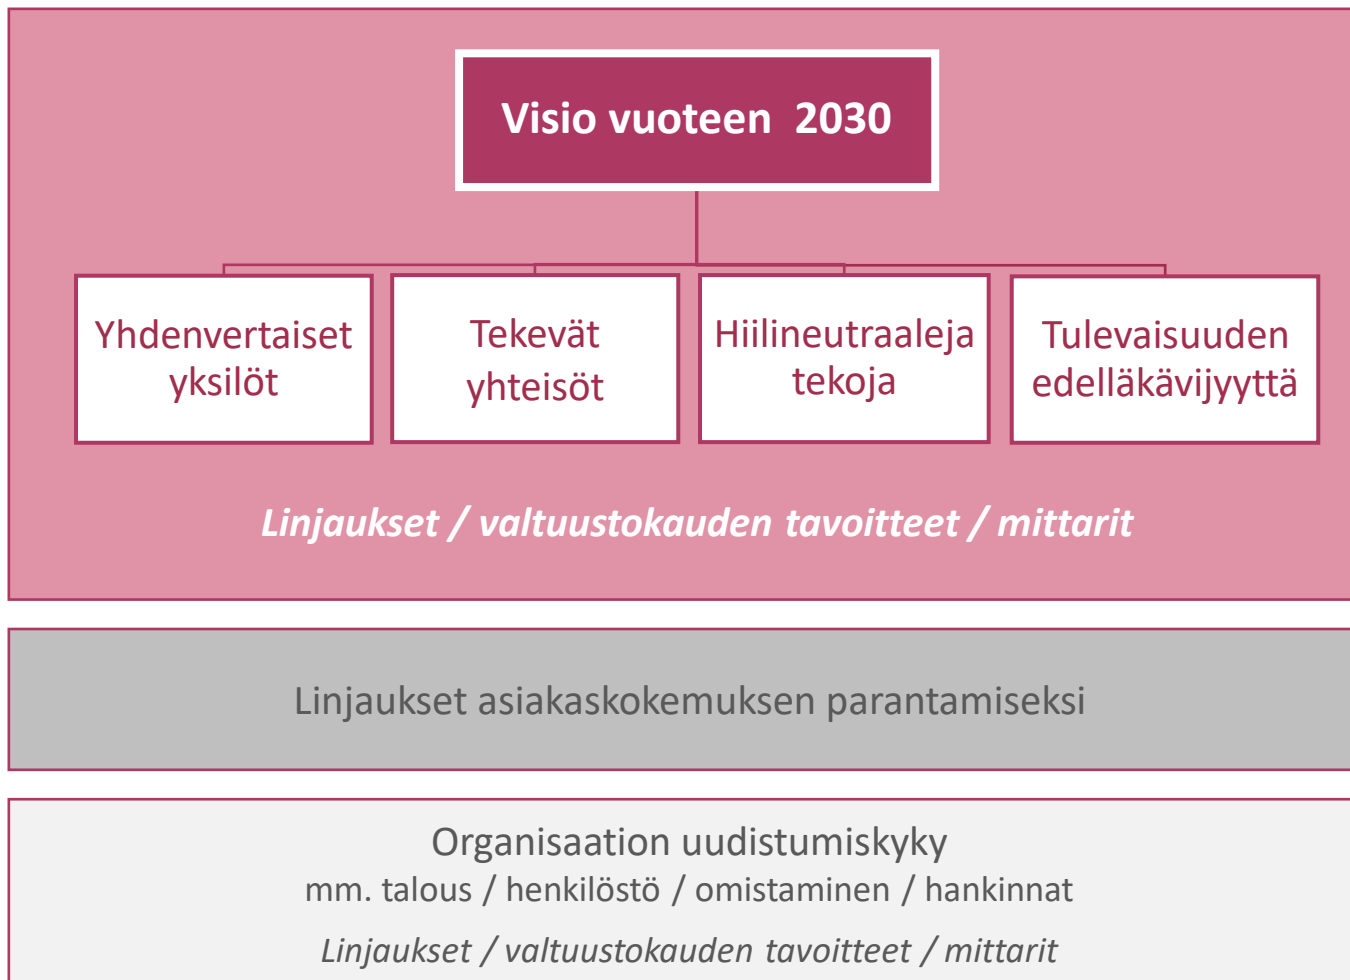 Visio vuoteen 2030
Yhdenvertaiset
yksilöt
Tekevät
yhteisöt
Hiilineutraaleja
tekoja
Tulevaisuuden
edelläkävijyyttä
Linjaukset / valtuustokauden tavoitteet / mittarit
Linjaukset asiakaskokemuksen parantamiseksi
Organisaation uudistumiskyky
mm. talous / henkilöstö / omistaminen / hankinnat
Linjaukset / valtuustokauden tavoitteet / mittarit